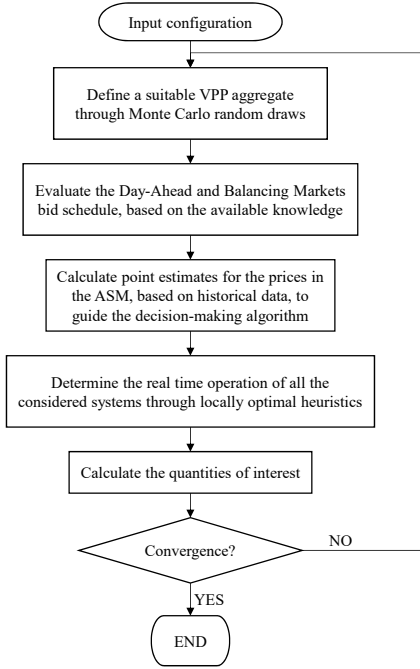 Input configuration
Define a suitable VPP aggregate
through Monte Carlo random draws
Evaluate the Day-Ahead and Balancing Markets
bid schedule, based on the available knowledge
Calculate point estimates for the prices in
the ASM, based on historical data, to
guide the decision-making algorithm
Determine the real time operation of all the
considered systems through locally optimal heuristics
Calculate the quantities of interest
Convergence?
NO
YES
END